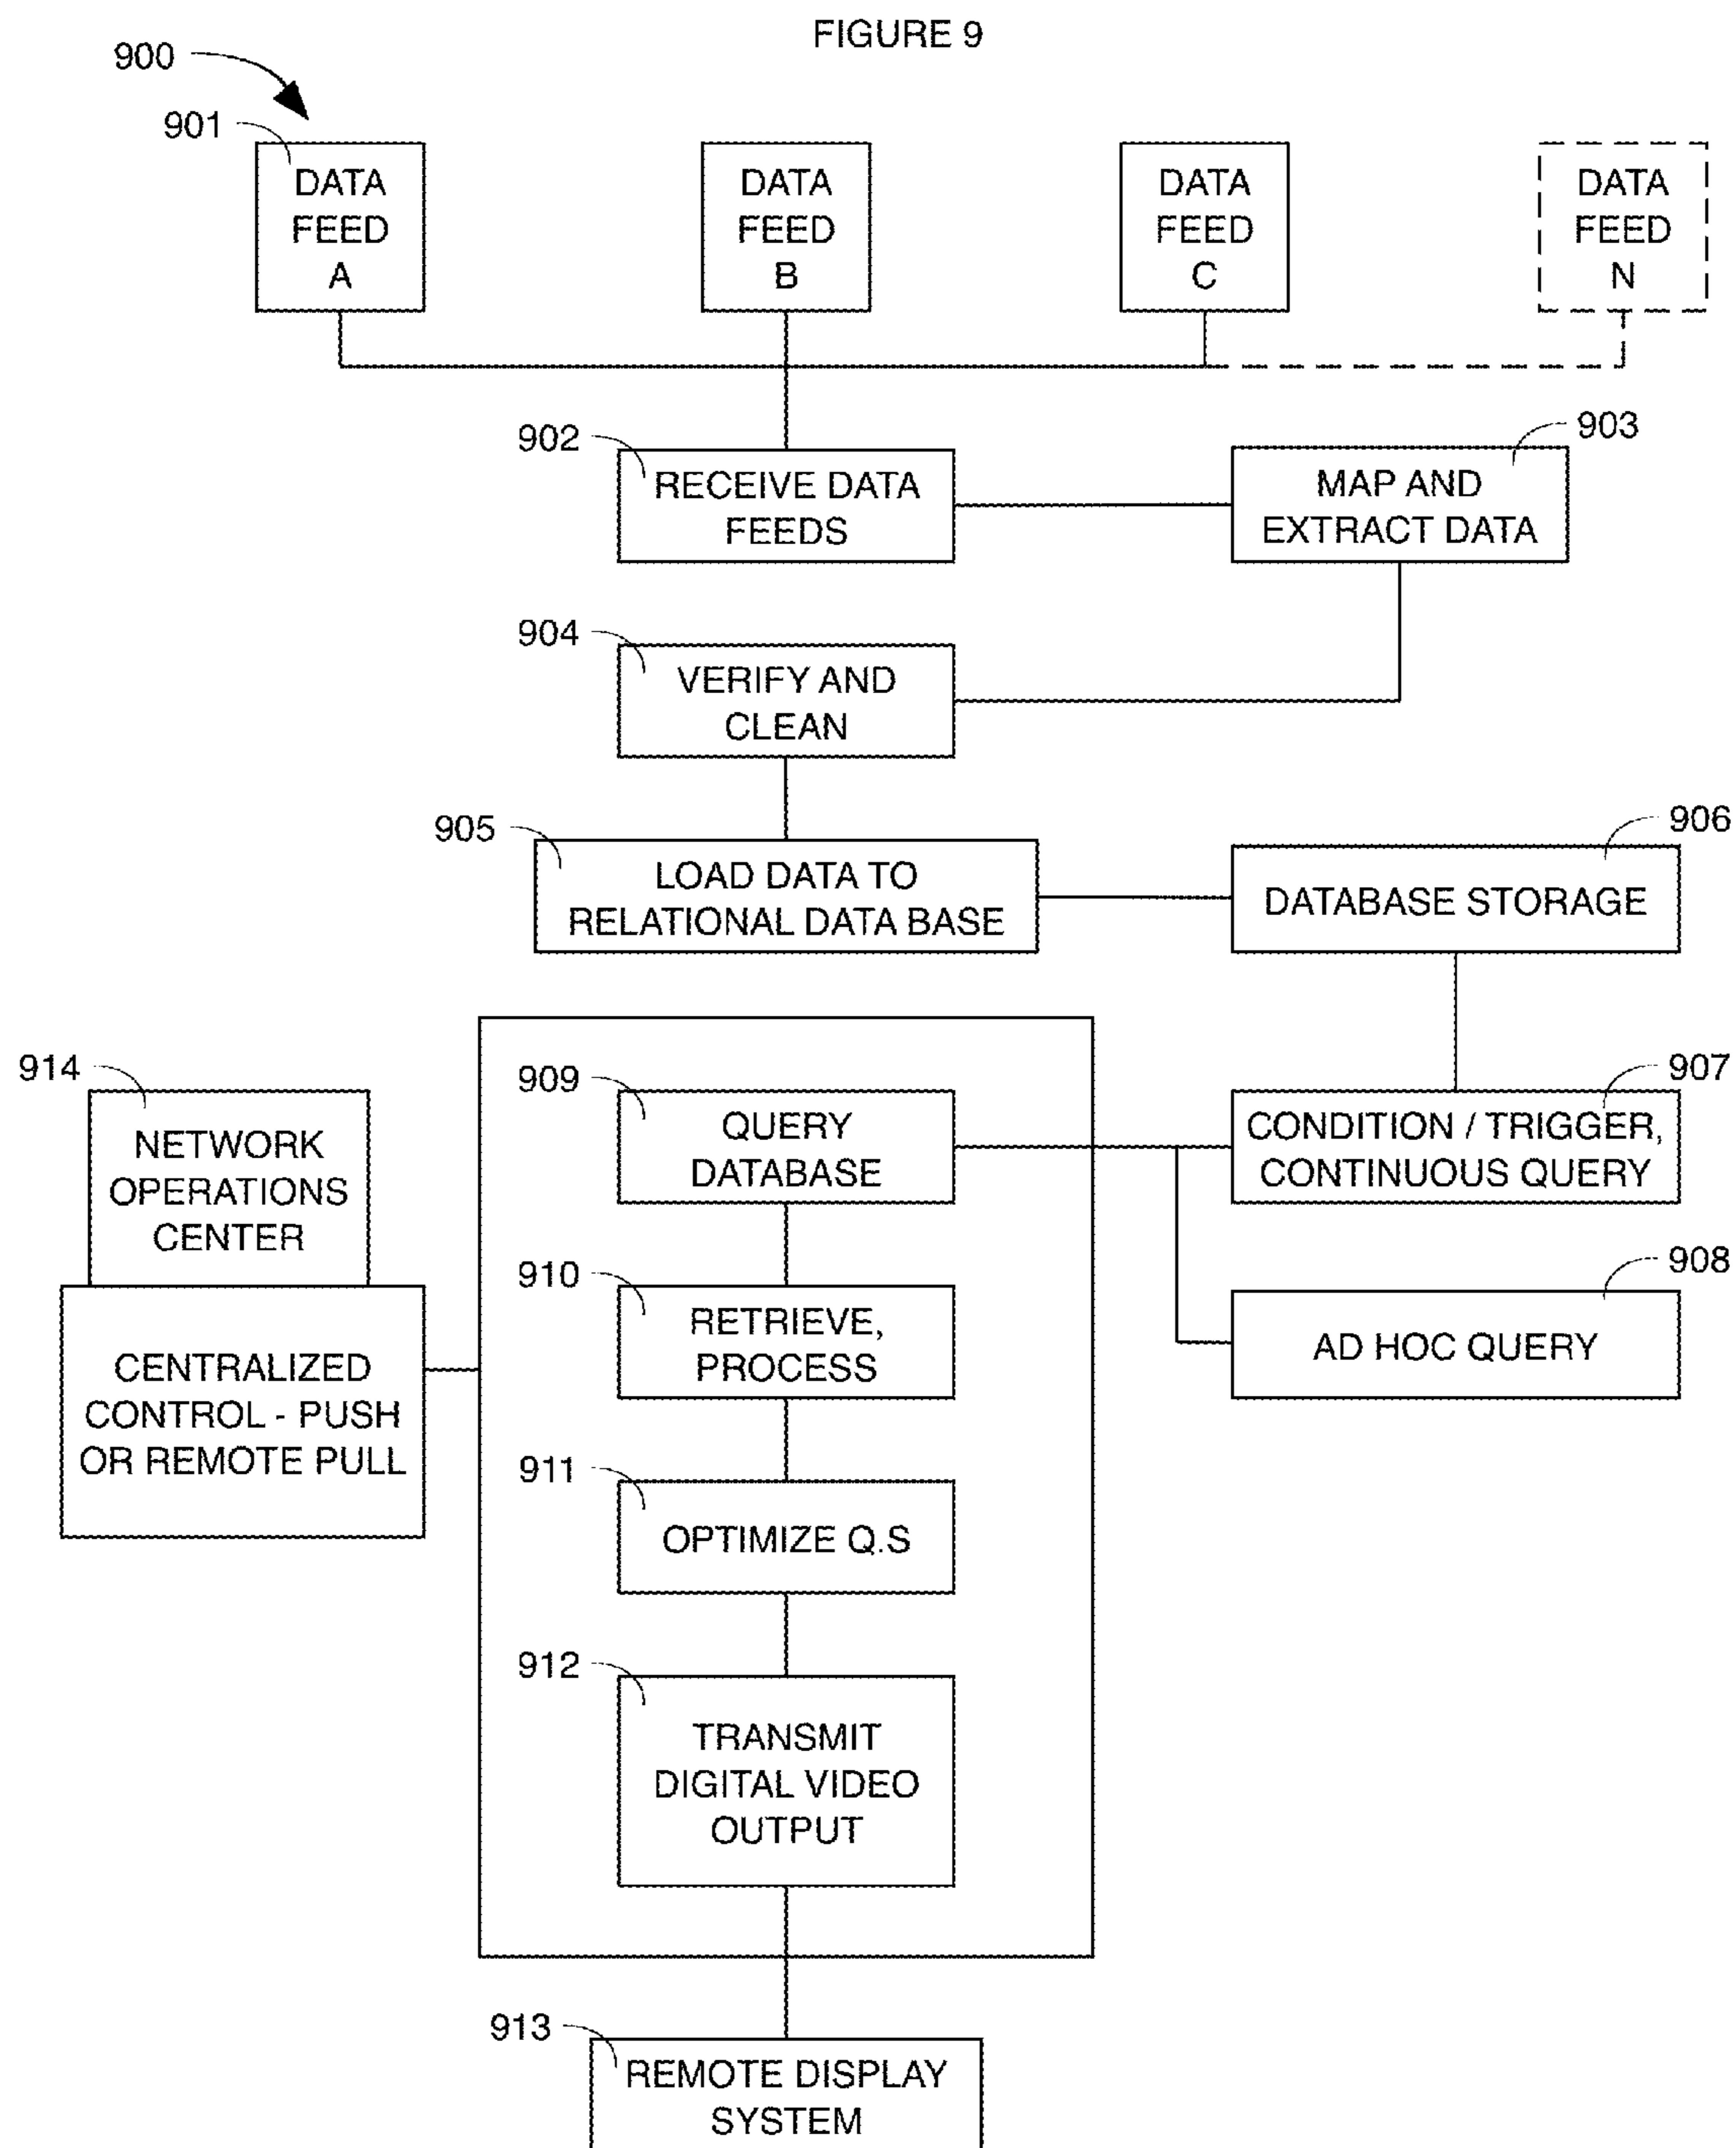 FIGURE 9
900
901
DATA
FEED
A
DATA
FEED
B
DATA
FEED
C
DATA
FEED
N
902
RECEIVE DATA
FEEDS
903
MAP AND
EXTRACT DATA
904
VERIFY AND
CLEAN
905
LOAD DATA TO
RELATIONAL DATA BASE
906
DATABASE STORAGE
914
NETWORK
OPERATIONS
CENTER
CENTRALIZED
CONTROL - PUSH
OR REMOTE PULL
909
QUERY
DATABASE
907
CONDITION / TRIGGER,
CONTINUOUS QUERY
908
AD HOC QUERY
910
RETRIEVE,
PROCESS
911
OPTIMIZE Q.S
912
TRANSMIT
DIGITAL VIDEO
OUTPUT
913
REMOTE DISPLAY
SYSTEM